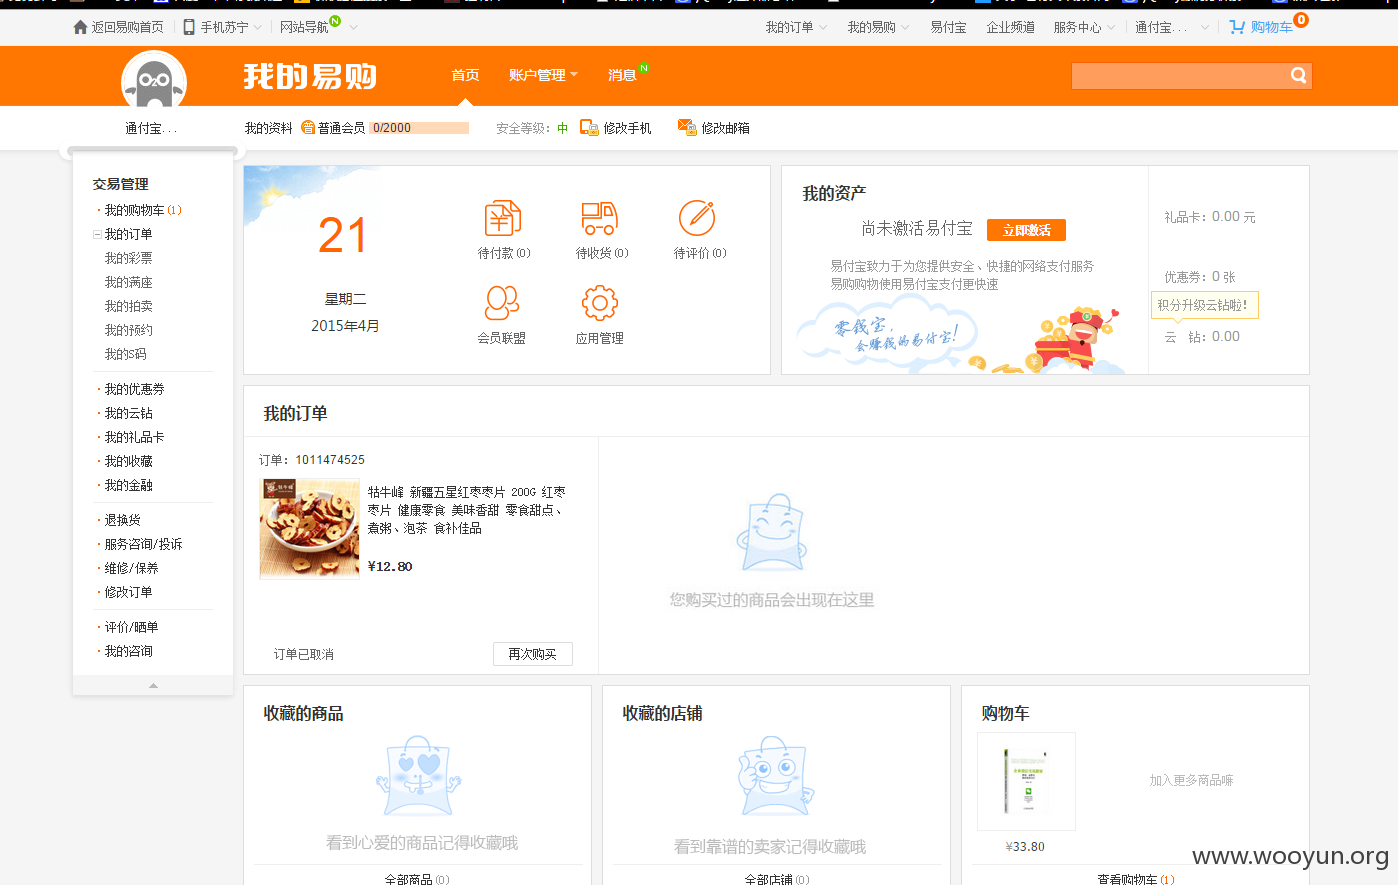 返回易购首页
手机苏宁
网站导航 N
我的订单
我的易购
易付宝
企业频道
服务中心
通付宝...
购物车 0
我的易购
首页
账户管理
消息 N
通付宝...
我的资料
普通会员 0/2000
安全等级：中
修改手机
修改邮箱
交易管理
·我的购物车(1)
我的订单
我的彩票
我的满座
我的拍卖
我的预约
我的S码
·我的优惠券
·我的云钻
·我的礼品卡
·我的收藏
·我的金融
·退换货
·服务咨询/投诉
·维修/保养
·修改订单
·评价/晒单
·我的咨询
21
星期二
2015年4月
待付款(0)
待收货(0)
待评价(0)
会员联盟
应用管理
我的资产
尚未激活易付宝
立即激活
易付宝致力于为您提供安全、快捷的网络支付服务
易购购物使用易付宝支付更快速
零钱宝，
会赚钱的易付宝！
礼品卡：0.00 元
优惠券：0 张
积分升级云钻啦！
云 钻：0.00
我的订单
订单：1011474525
牯牛峰 新疆五星红枣枣片 200G 红枣
枣片 健康零食 美味香甜 零食甜点、
煮粥、泡茶 食补佳品
¥12.80
订单已取消
再次购买
您购买过的商品会出现在这里
收藏的商品
看到心爱的商品记得收藏哦
全部商品(0)
收藏的店铺
看到靠谱的卖家记得收藏哦
全部店铺(0)
购物车
加入更多商品嘛
¥33.80
查看购物车(1)
www.wooyun.org